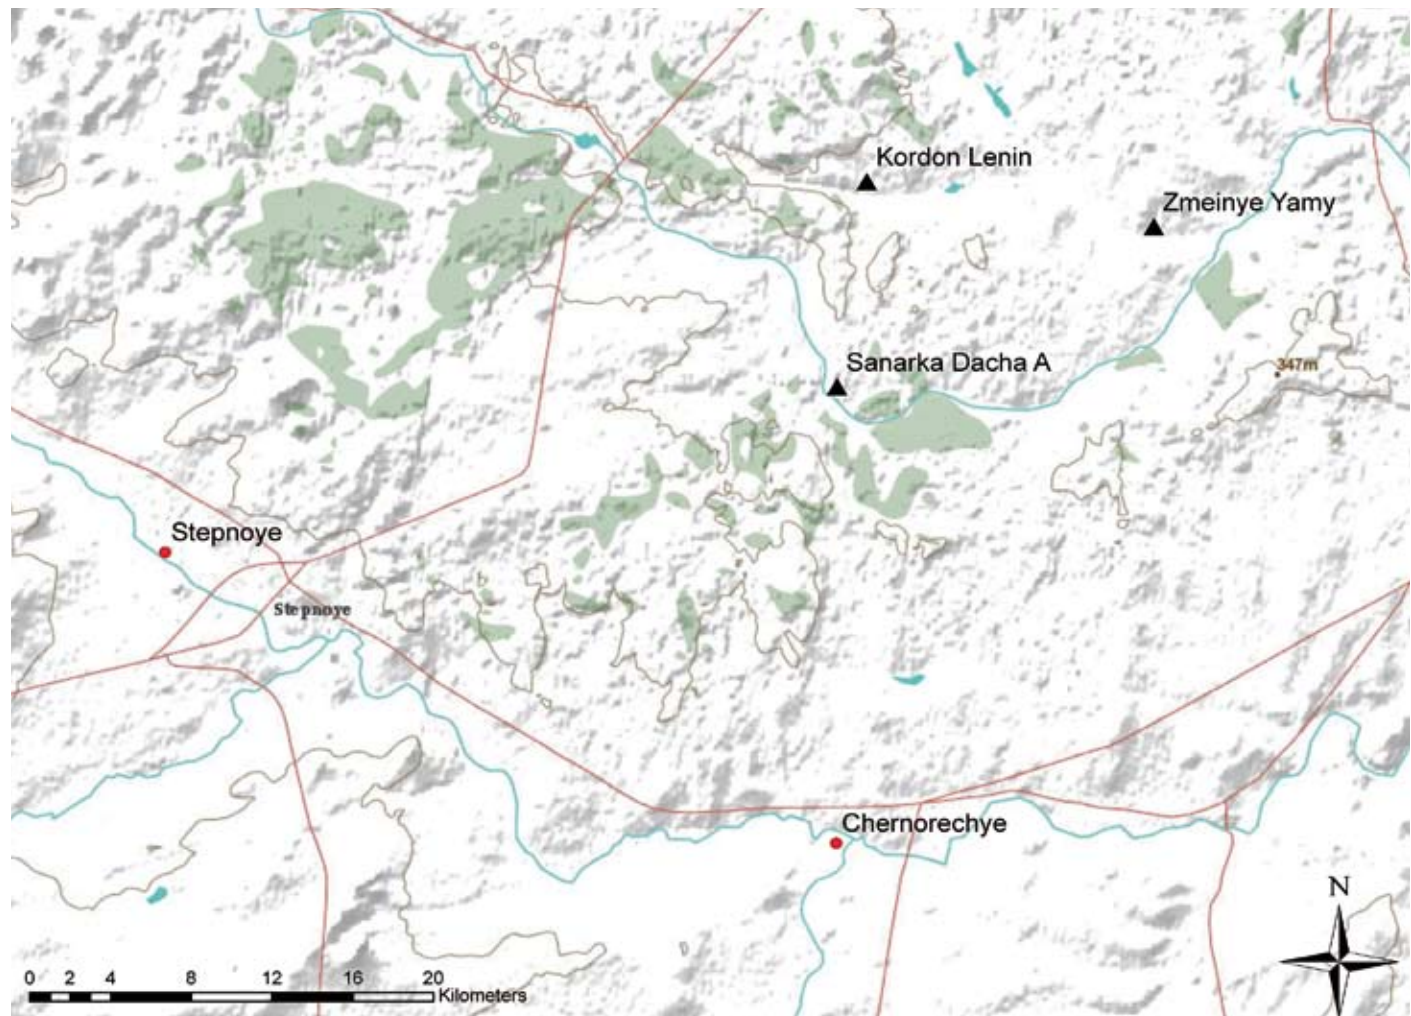 Kordon Lenin
Zmeinye Yamy
Sanarka Dacha A
347m
Stepnoye
Stepnoye
Chernorechye
N
0 2 4 8 12 16 20
Kilometers